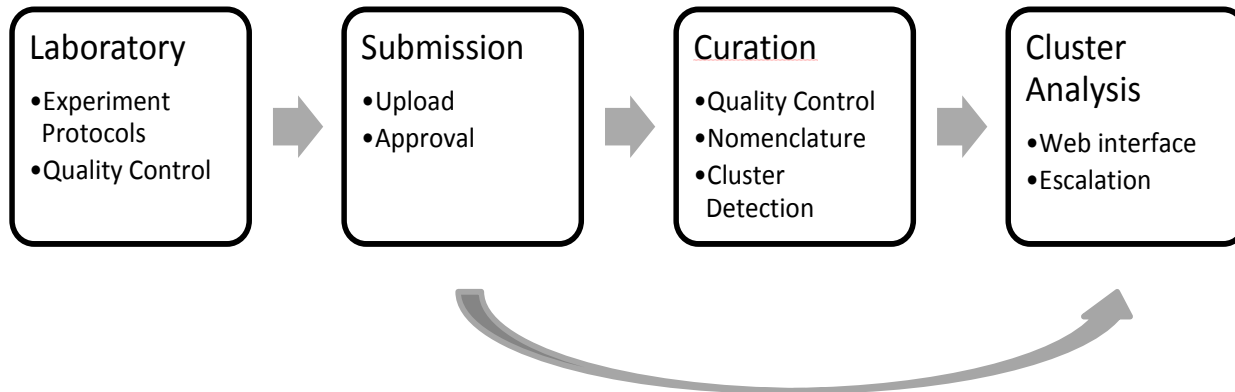 Laboratory
•Experiment
Protocols
•Quality Control
Submission
•Upload
•Approval
Curation
•Quality Control
•Nomenclature
•Cluster
Detection
Cluster
Analysis
•Web interface
•Escalation